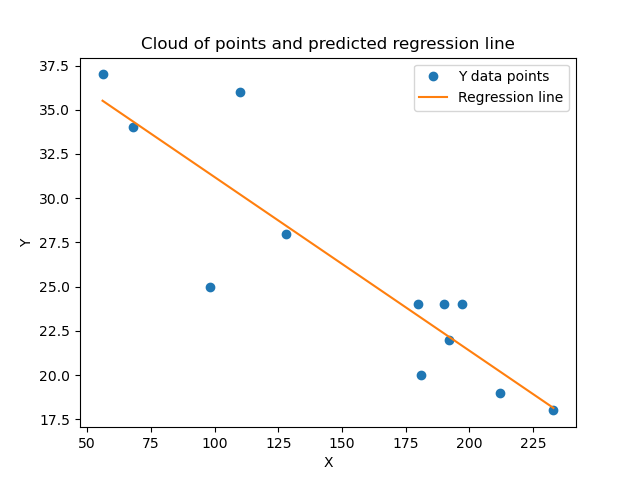 Cloud of points and predicted regression line
Y data points
Regression line
37.5
35.0
32.5
30.0
27.5
25.0
22.5
20.0
17.5
Y
50 75 100 125 150 175 200 225
X